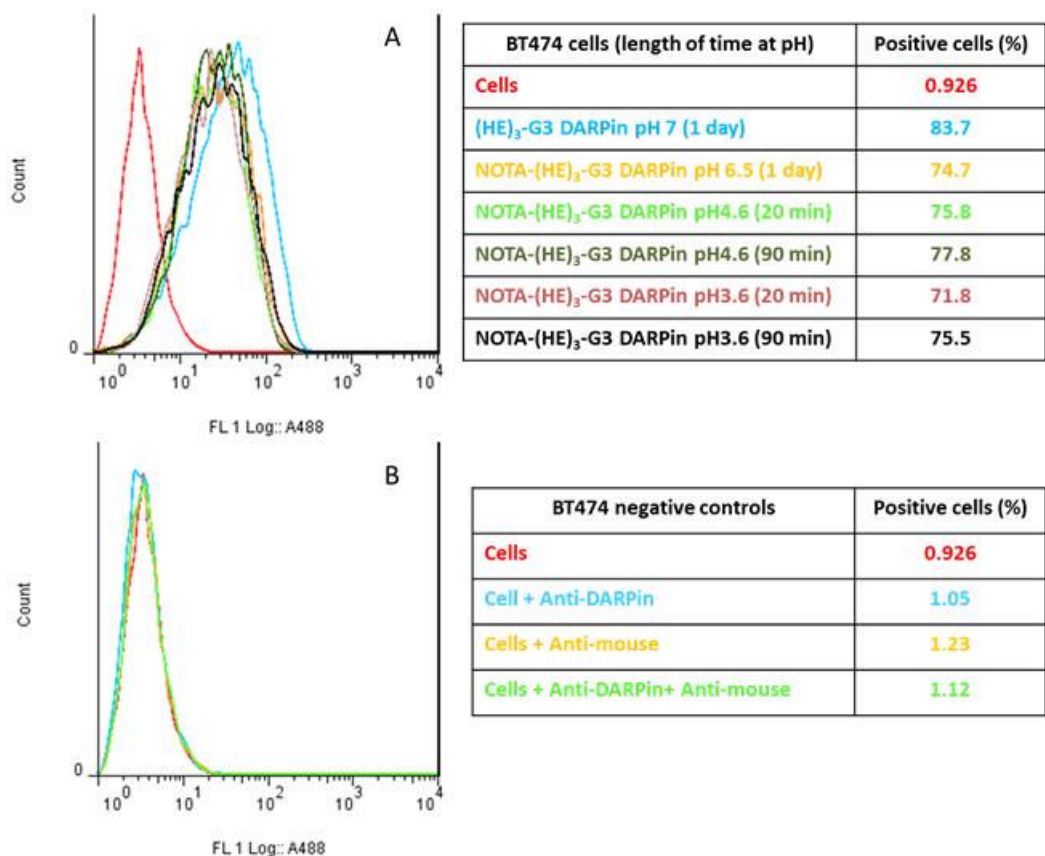 A
Count
0
10⁰ 10¹ 10² 10³ 10⁴
FL 1 Log:: A488
BT474 cells (length of time at pH) Positive cells (%)
Cells 0.926
(HE)₃-G3 DARPin pH 7 (1 day) 83.7
NOTA-(HE)₃-G3 DARPin pH 6.5 (1 day) 74.7
NOTA-(HE)₃-G3 DARPin pH4.6 (20 min) 75.8
NOTA-(HE)₃-G3 DARPin pH4.6 (90 min) 77.8
NOTA-(HE)₃-G3 DARPin pH3.6 (20 min) 71.8
NOTA-(HE)₃-G3 DARPin pH3.6 (90 min) 75.5
B
Count
0
10⁰ 10¹ 10² 10³ 10⁴
FL 1 Log:: A488
BT474 negative controls Positive cells (%)
Cells 0.926
Cell + Anti-DARPin 1.05
Cells + Anti-mouse 1.23
Cells + Anti-DARPin+ Anti-mouse 1.12